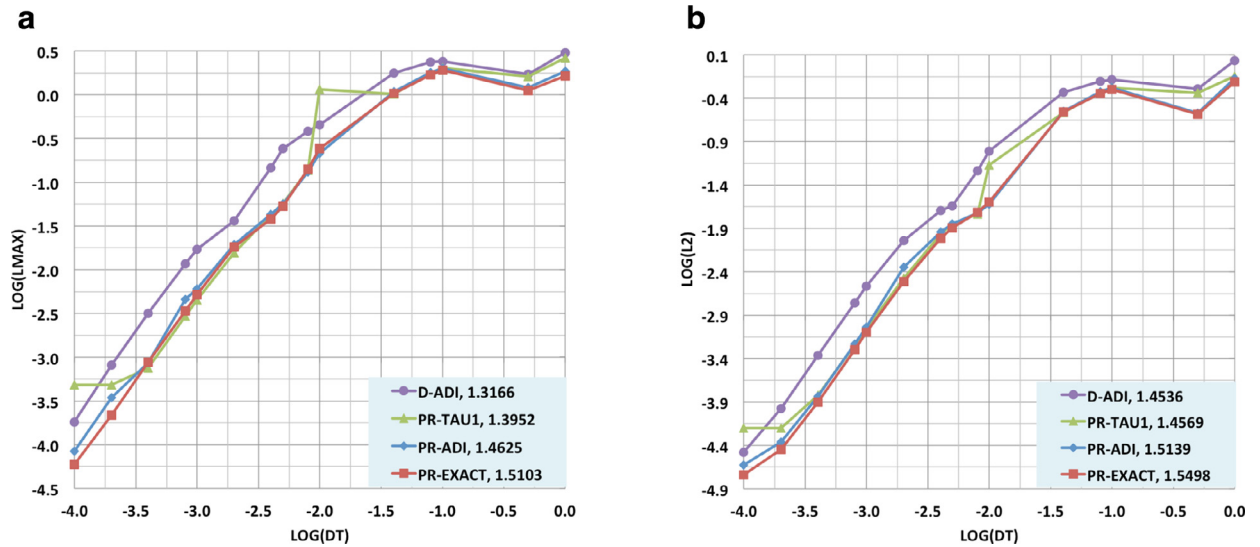 a
0.5
0.0
-0.5
-1.0
-1.5
-2.0
-2.5
-3.0
-3.5
-4.0
-4.5
LOG(LMAX)
D-ADI, 1.3166
PR-TAU1, 1.3952
PR-ADI, 1.4625
PR-EXACT, 1.5103
-4.0 -3.5 -3.0 -2.5 -2.0 -1.5 -1.0 -0.5 0.0
LOG(DT)
b
0.1
-0.4
-0.9
-1.4
-1.9
-2.4
-2.9
-3.4
-3.9
-4.4
-4.9
LOG(L2)
D-ADI, 1.4536
PR-TAU1, 1.4569
PR-ADI, 1.5139
PR-EXACT, 1.5498
-4.0 -3.5 -3.0 -2.5 -2.0 -1.5 -1.0 -0.5 0.0
LOG(DT)